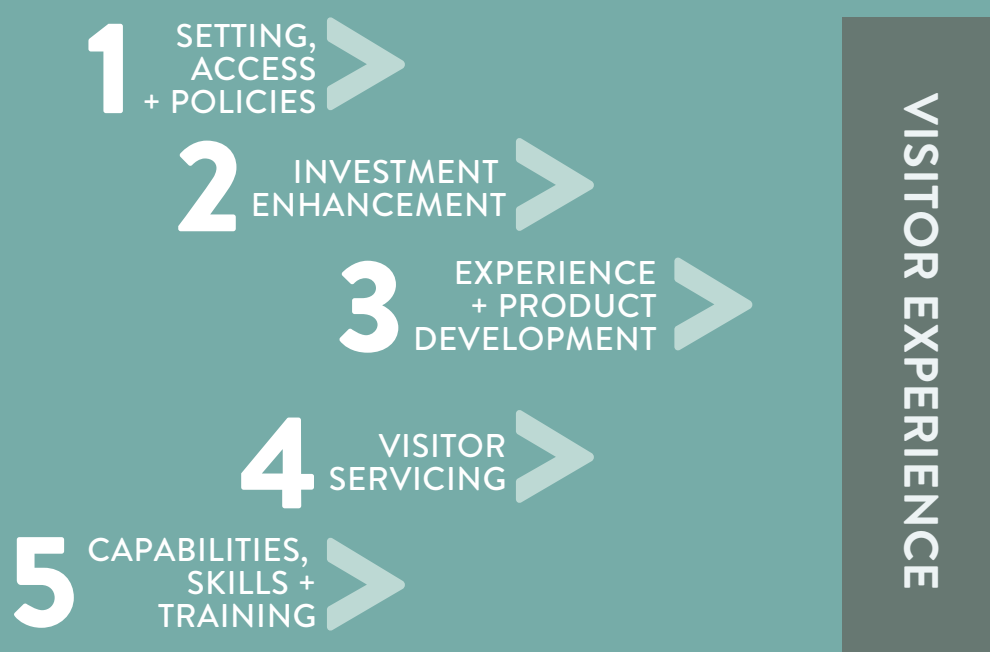 1
SETTING,
ACCESS
+ POLICIES
2
INVESTMENT
ENHANCEMENT
3
EXPERIENCE
+ PRODUCT
DEVELOPMENT
4
VISITOR
SERVICING
5
CAPABILITIES,
SKILLS +
TRAINING
VISITOR EXPERIENCE